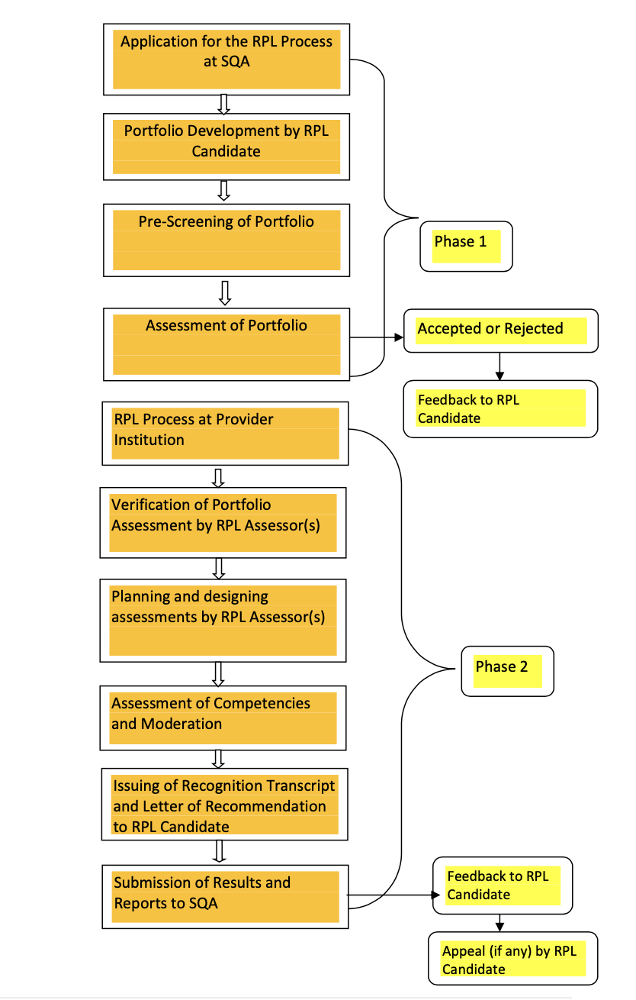 Application for the RPL Process
at SQA
Portfolio Development by RPL
Candidate
Pre-Screening of Portfolio
Phase 1
Assessment of Portfolio
Accepted or Rejected
Feedback to RPL
Candidate
RPL Process at Provider
Institution
Verification of Portfolio
Assessment by RPL Assessor(s)
Planning and designing
assessments by RPL Assessor(s)
Phase 2
Assessment of Competencies
and Moderation
Issuing of Recognition Transcript
and Letter of Recommendation
to RPL Candidate
Submission of Results and
Reports to SQA
Feedback to RPL
Candidate
Appeal (if any) by RPL
Candidate